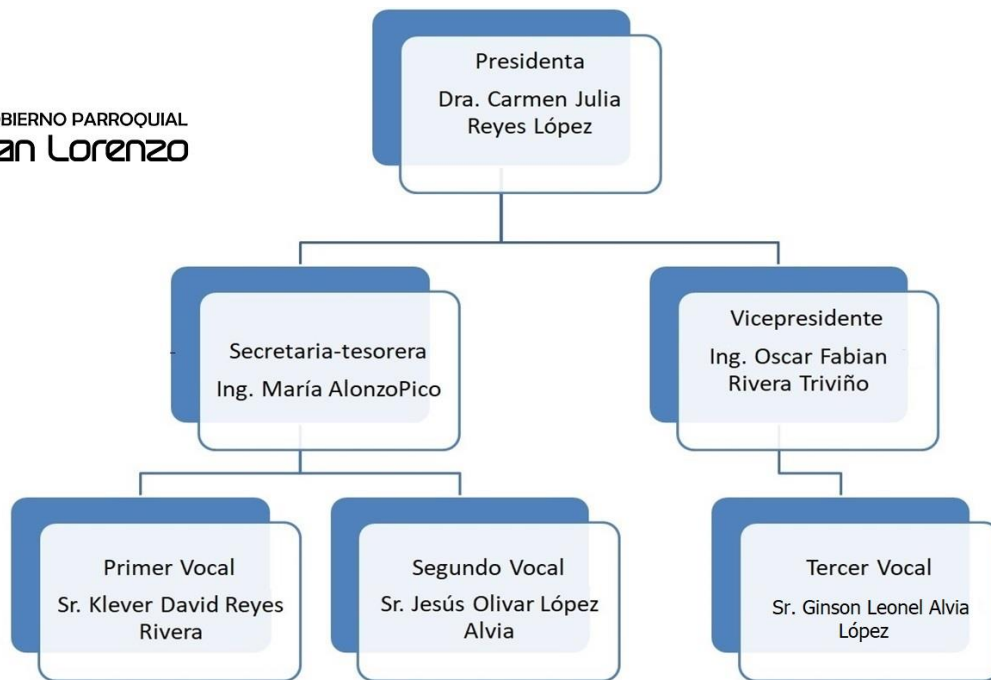 BIERNO PARROQUIAL
an Lorenzo
Presidenta
Dra. Carmen Julia
Reyes López
Secretaria-tesorera
Ing. María AlonzoPico
Vicepresidente
Ing. Oscar Fabian
Rivera Triviño
Primer Vocal
Sr. Klever David Reyes
Rivera
Segundo Vocal
Sr. Jesús Olivar López
Alvia
Tercer Vocal
Sr. Ginson Leonel Alvia
López